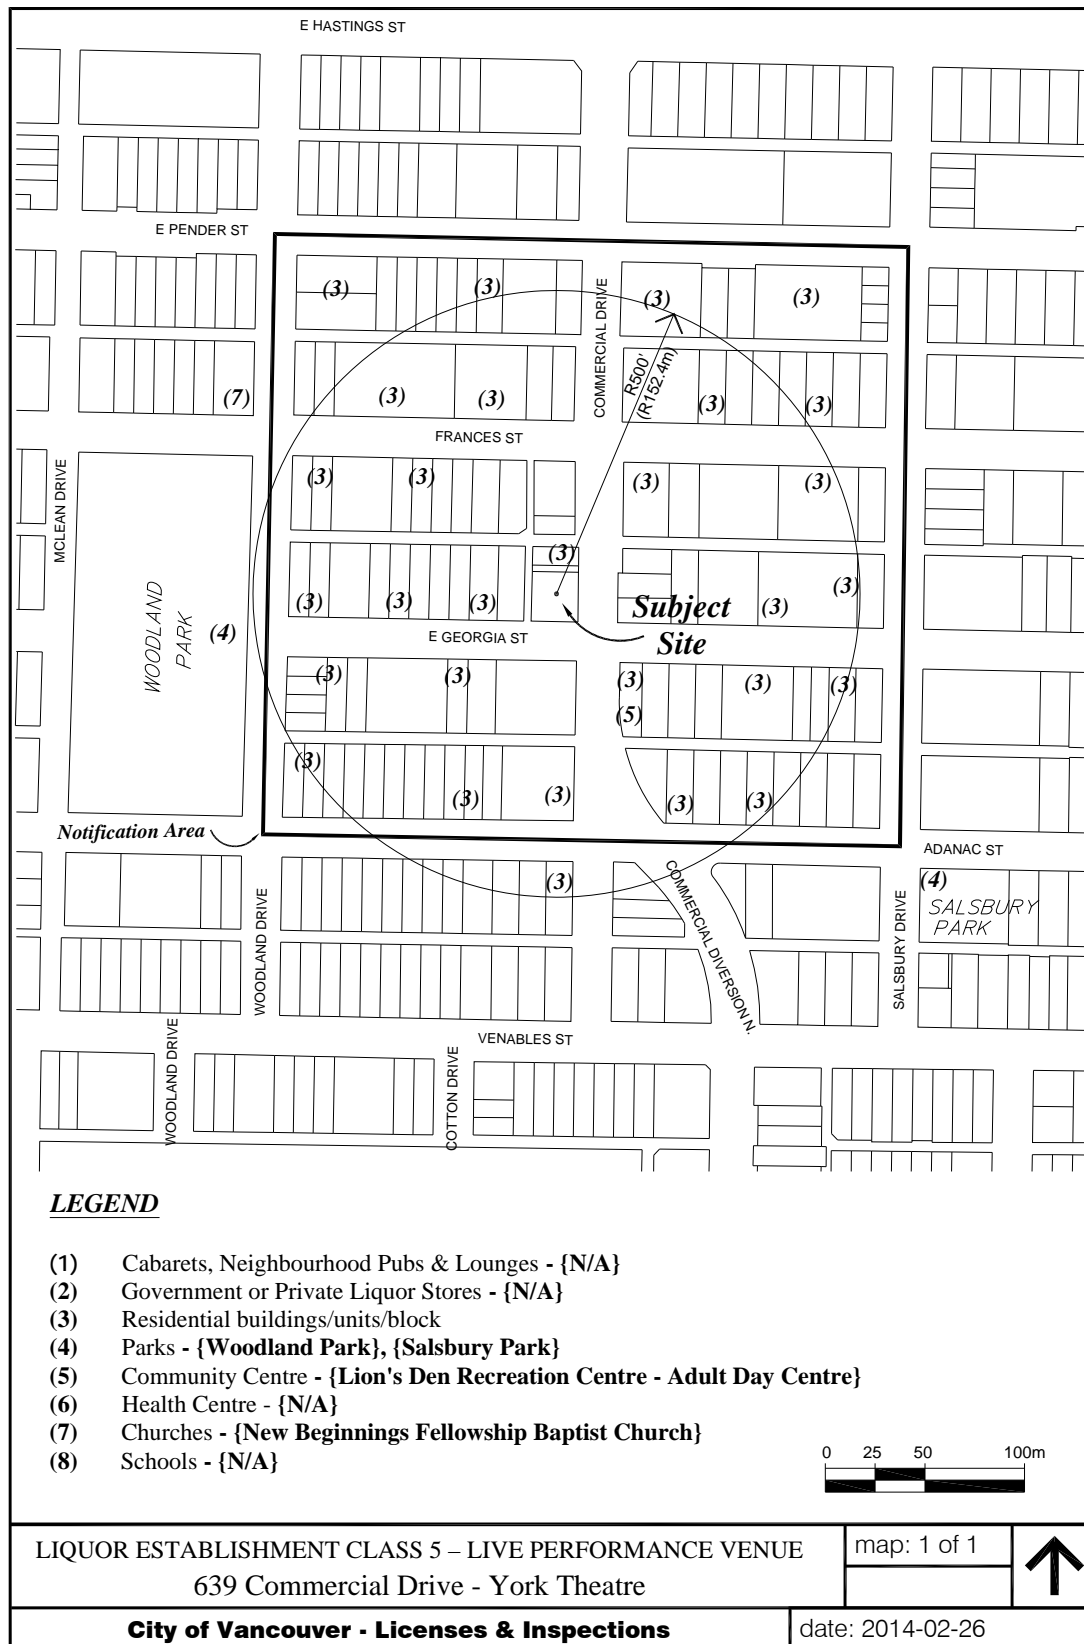 E HASTINGS ST
E PENDER ST
(3)
(3)
(3)
(3)
COMMERCIAL DRIVE
R500'
(R152.4m)
(7)
(3)
(3)
(3)
(3)
FRANCES ST
MCLEAN DRIVE
(3)
(3)
(3)
(3)
(3)
WOODLAND
PARK
(4)
(3)
(3)
(3)
(3)
(3)
Subject
Site
E GEORGIA ST
(3)
(3)
(3)
(3)
(3)
(5)
(3)
(3)
(3)
(3)
(3)
(3)
Notification Area
ADANAC ST
(3)
(4)
SALSBURY
PARK
WOODLAND DRIVE
COMMERCIAL DIVERSION N.
SALSBURY DRIVE
VENABLES ST
WOODLAND DRIVE
COTTON DRIVE
LEGEND
(1) Cabarets, Neighbourhood Pubs & Lounges - {N/A}
(2) Government or Private Liquor Stores - {N/A}
(3) Residential buildings/units/block
(4) Parks - {Woodland Park}, {Salsbury Park}
(5) Community Centre - {Lion's Den Recreation Centre - Adult Day Centre}
(6) Health Centre - {N/A}
(7) Churches - {New Beginnings Fellowship Baptist Church}
(8) Schools - {N/A}
0 25 50 100m
LIQUOR ESTABLISHMENT CLASS 5 – LIVE PERFORMANCE VENUE
639 Commercial Drive - York Theatre
map: 1 of 1
City of Vancouver - Licenses & Inspections
date: 2014-02-26